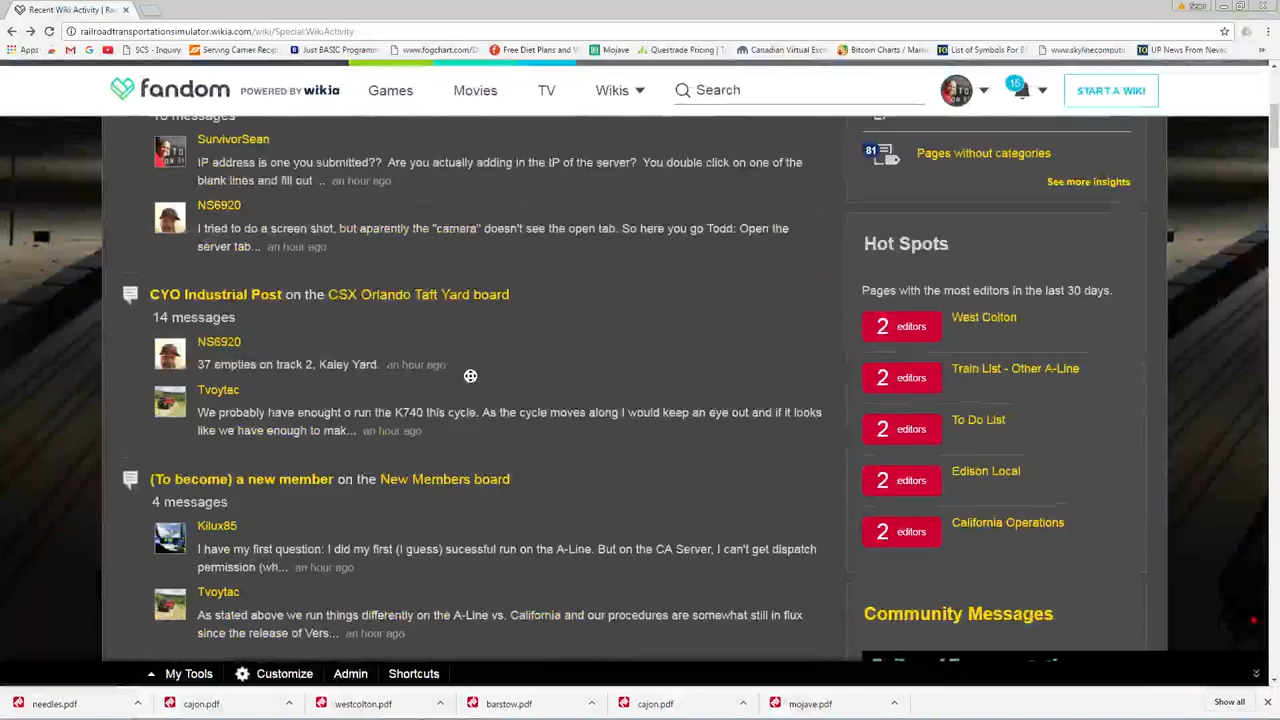 Recent Wiki Activity | Rai
railroadtransportationsimulator.wikia.com/wiki/Special:WikiActivity
Apps
SCS - Inquiry
Serving Carrier Recip
Just BASIC Program
www.fogchart.com/D
Free Diet Plans and V
Mojave
Questrade Pricing | T
Canadian Virtual Exc
Bitcoin Charts / Mark
List of Symbols For E
www.skylinecomput
UP News From Neva
fandom POWERED BY wikia Games Movies TV Wikis Search 15 START A WIKI
SurvivorSean
IP address is one you submitted?? Are you actually adding in the IP of the server? You double click on one of the
blank lines and fill out .. an hour ago
NS6920
I tried to do a screen shot, but aparently the "camera" doesn't see the open tab. So here you go Todd: Open the
server tab... an hour ago
CYO Industrial Post on the CSX Orlando Taft Yard board
14 messages
NS6920
37 empties on track 2, Kaley Yard. an hour ago
Tvoytac
We probably have enought o run the K740 this cycle. As the cycle moves along I would keep an eye out and if it looks
like we have enough to mak... an hour ago
(To become) a new member on the New Members board
4 messages
Kilux85
I have my first question: I did my first (I guess) sucessful run on the A-Line. But on the CA Server, I can't get dispatch
permission (wh... an hour ago
Tvoytac
As stated above we run things differently on the A-Line vs. California and our procedures are somewhat still in flux
since the release of Vers... an hour ago
81 Pages without categories
See more insights
Hot Spots
Pages with the most editors in the last 30 days.
2 editors West Colton
2 editors Train List - Other A-Line
2 editors To Do List
2 editors Edison Local
2 editors California Operations
Community Messages
My Tools Customize Admin Shortcuts
needles.pdf cajon.pdf westcolton.pdf barstow.pdf cajon.pdf mojave.pdf Show all